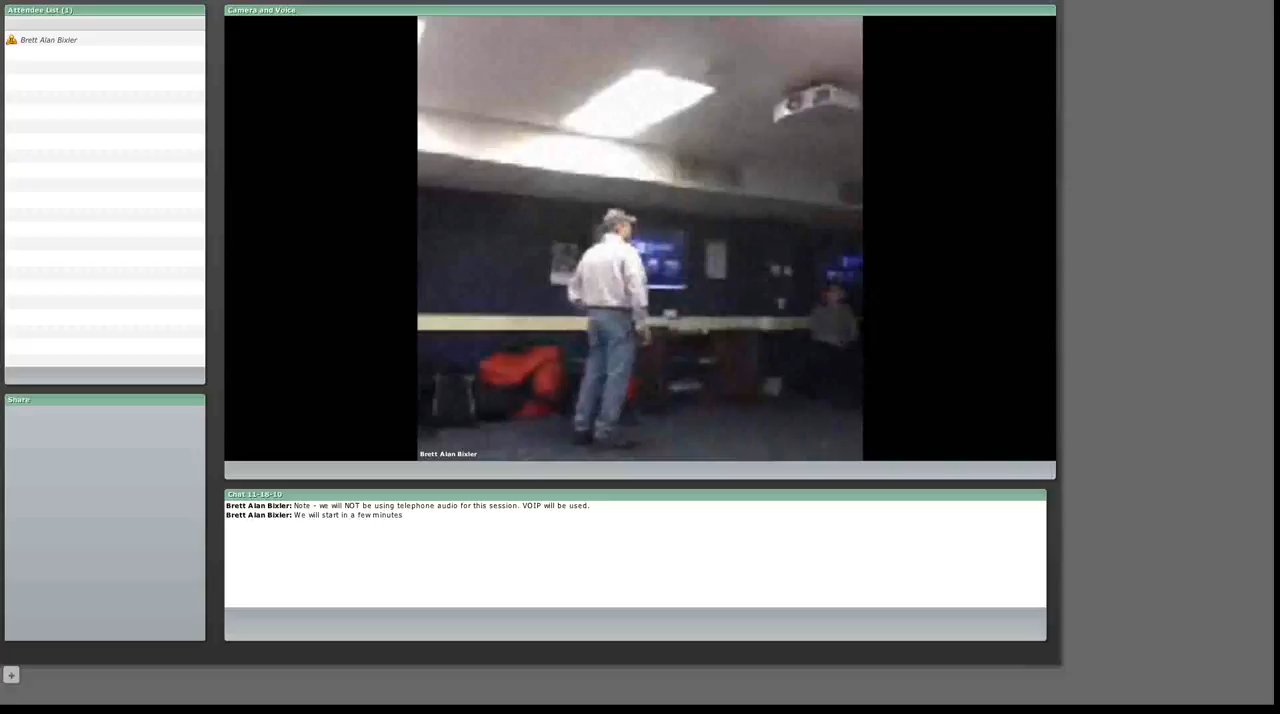 Attendee List (1)
Brett Alan Bixler
Share
Camera and Voice
Brett Alan Bixler
Chat 11-18-10
Brett Alan Bixler: Note - we will NOT be using telephone audio for this session. VOIP will be used.
Brett Alan Bixler: We will start in a few minutes